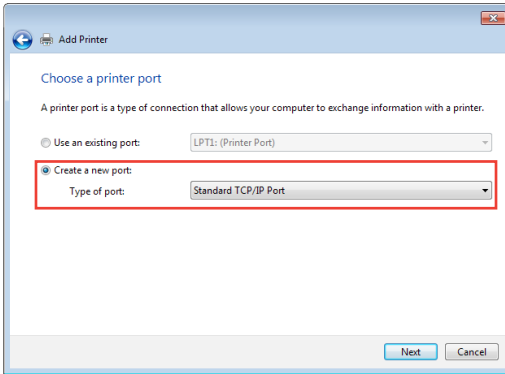 Add Printer
Choose a printer port
A printer port is a type of connection that allows your computer to exchange information with a printer.
Use an existing port: LPT1: (Printer Port)
Create a new port:
Type of port: Standard TCP/IP Port
Next Cancel